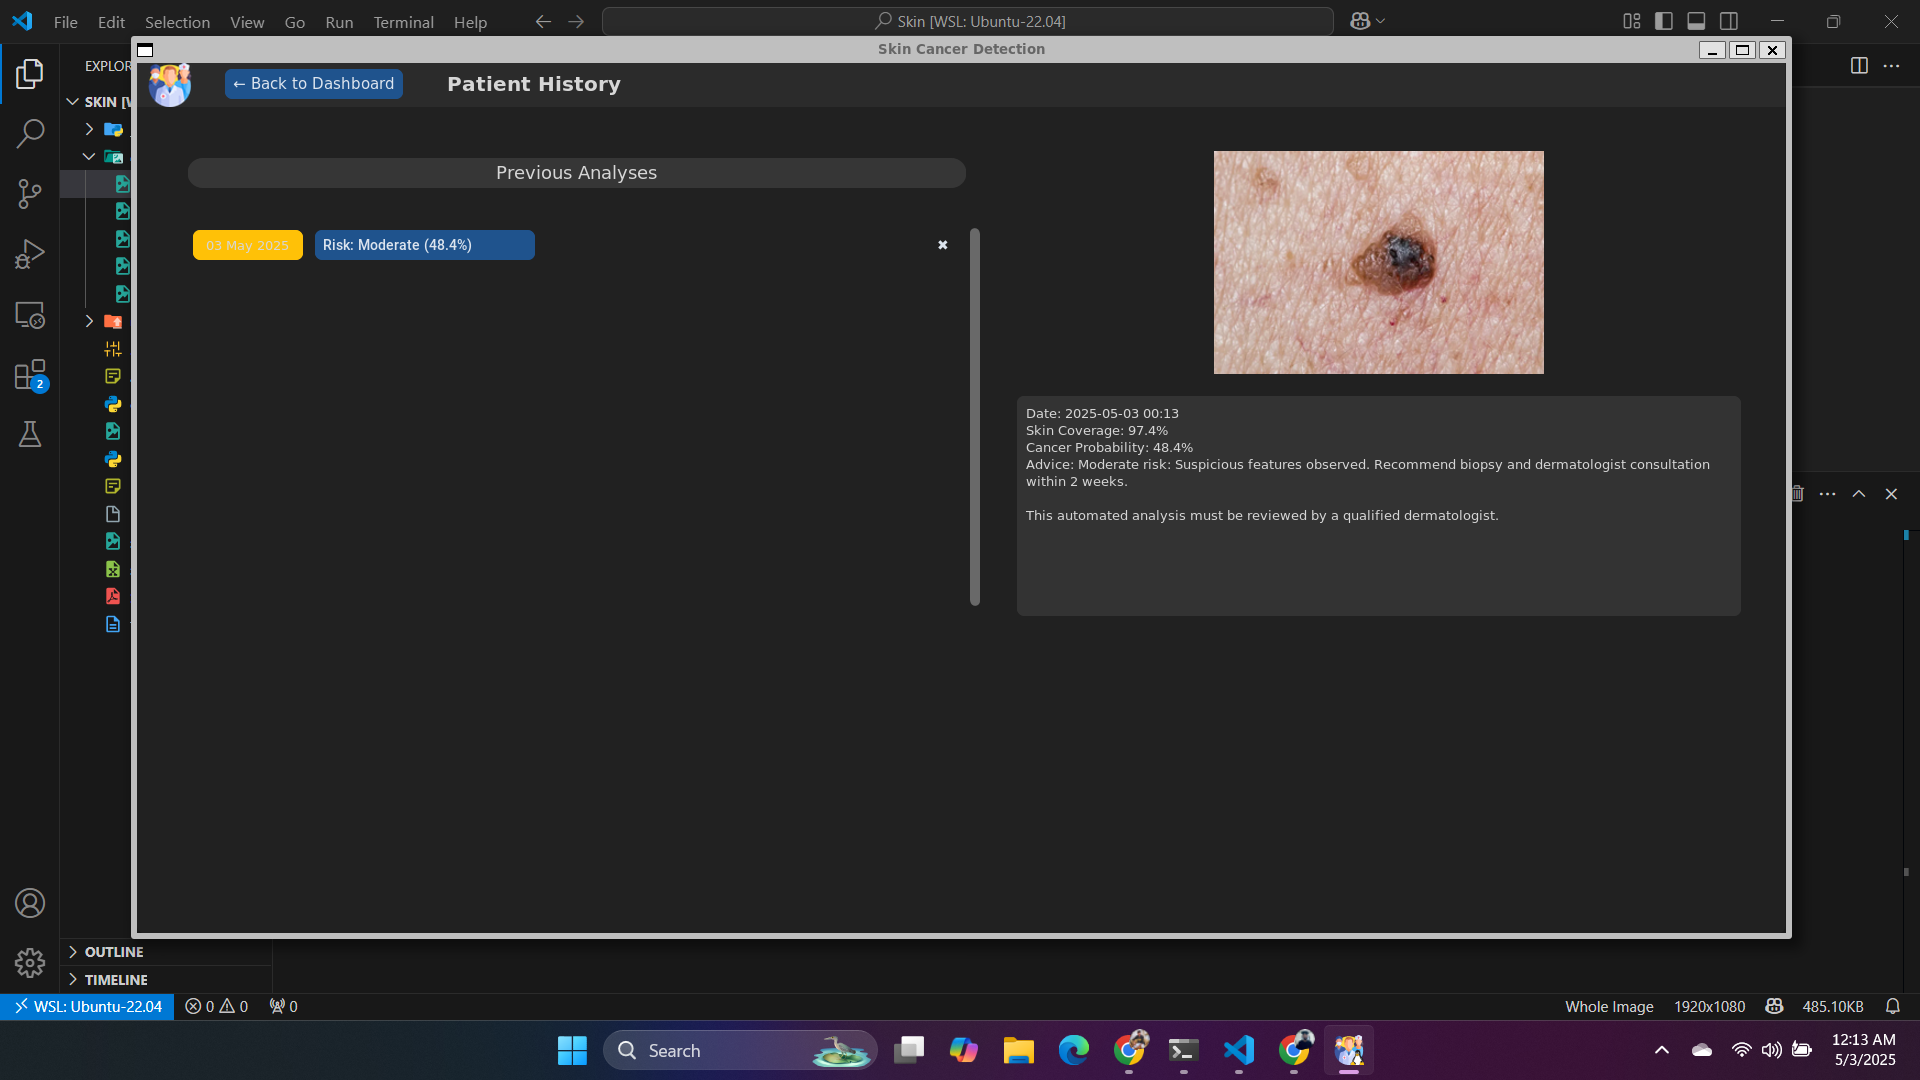 File Edit Selection View Go Run Terminal Help
Skin [WSL: Ubuntu-22.04]
Skin Cancer Detection
EXPLOR
← Back to Dashboard
Patient History
SKIN [W
Previous Analyses
03 May 2025
Risk: Moderate (48.4%)
Date: 2025-05-03 00:13
Skin Coverage: 97.4%
Cancer Probability: 48.4%
Advice: Moderate risk: Suspicious features observed. Recommend biopsy and dermatologist consultation
within 2 weeks.
This automated analysis must be reviewed by a qualified dermatologist.
2
OUTLINE
TIMELINE
WSL: Ubuntu-22.04
0 0 0
Whole Image 1920x1080 485.10KB
Search
12:13 AM
5/3/2025